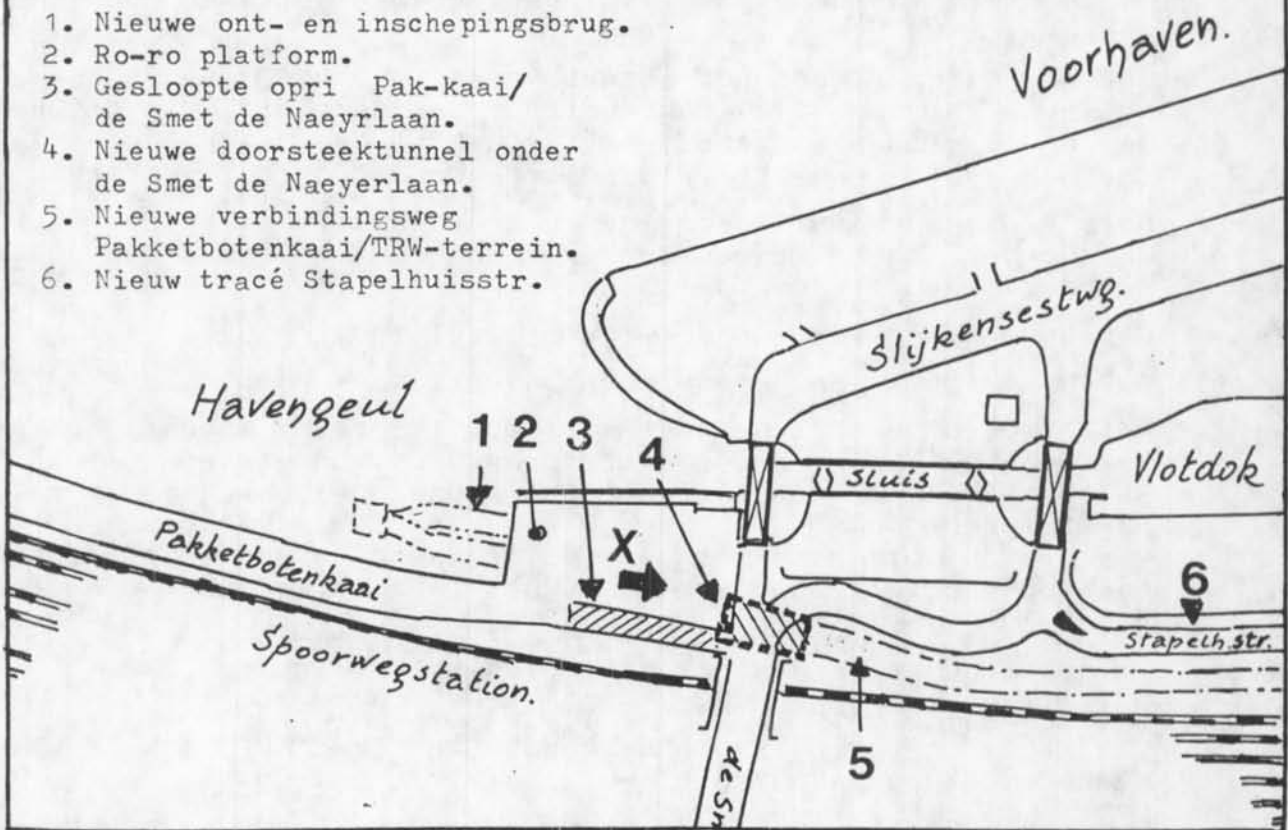 1. Nieuwe ont- en inschepingsbrug.
2. Ro-ro platform.
3. Gesloopte opri Pak-kaai/
de Smet de Naeyrlaan.
4. Nieuwe doorsteektunnel onder
de Smet de Naeyerlaan.
5. Nieuwe verbindingsweg
Pakketbotenkaai/TRW-terrein.
6. Nieuw tracé Stapelhuisstr.
Voorhaven.
Slijkensestwg.
Havengeul
1 2 3 4
sluis
Vlotdok
X
Pakketbotenkaai
6
Stapelh.str.
Spoorwegstation.
5
de Sm